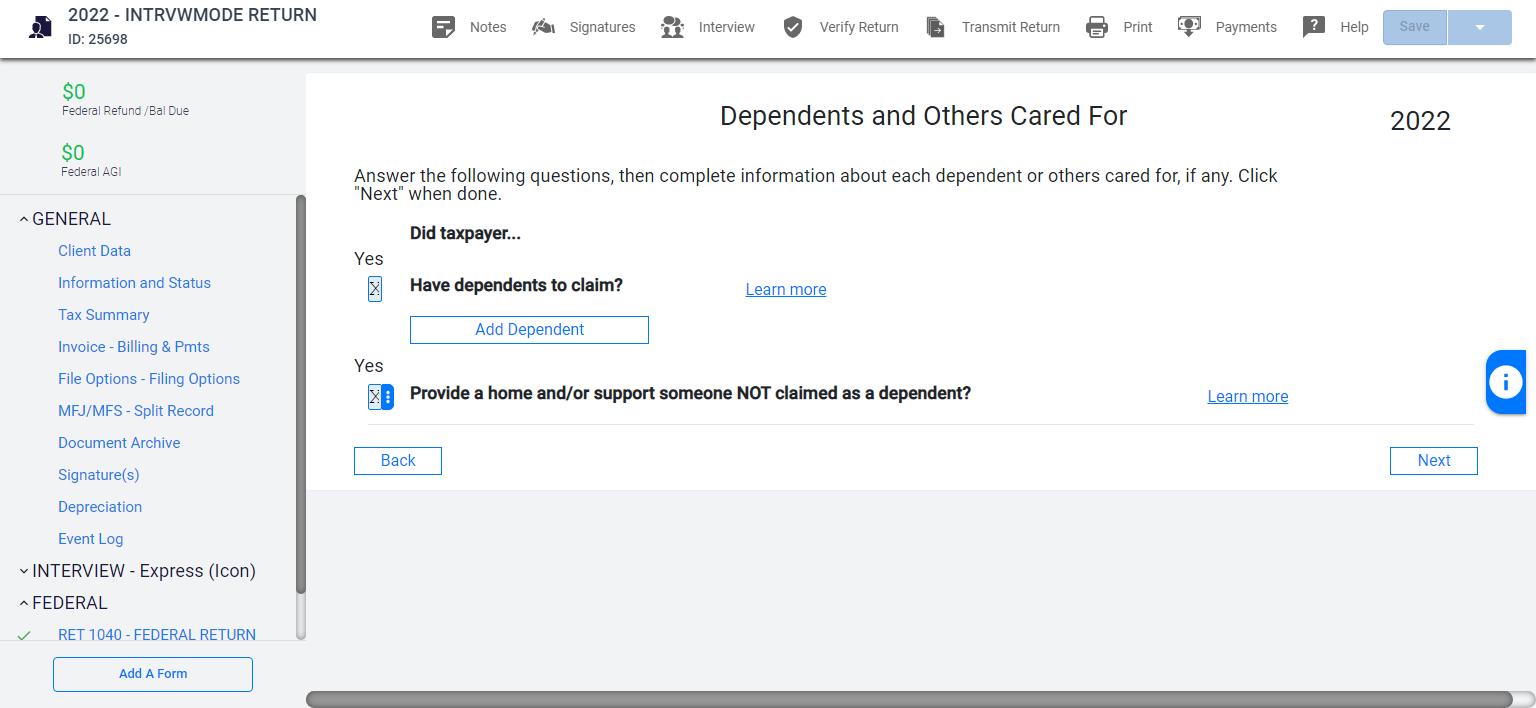 2022 - INTRVWMODE RETURN
ID: 25698
Notes
Signatures
Interview
Verify Return
Transmit Return
Print
Payments
Help
Save
$0
Federal Refund /Bal Due
$0
Federal AGI
GENERAL
Client Data
Information and Status
Tax Summary
Invoice - Billing & Pmts
File Options - Filing Options
MFJ/MFS - Split Record
Document Archive
Signature(s)
Depreciation
Event Log
INTERVIEW - Express (Icon)
FEDERAL
RET 1040 - FEDERAL RETURN
Add A Form
Dependents and Others Cared For
2022
Answer the following questions, then complete information about each dependent or others cared for, if any. Click
"Next" when done.
Did taxpayer...
Yes
X Have dependents to claim? Learn more
Add Dependent
Yes
X Provide a home and/or support someone NOT claimed as a dependent? Learn more
Back
Next